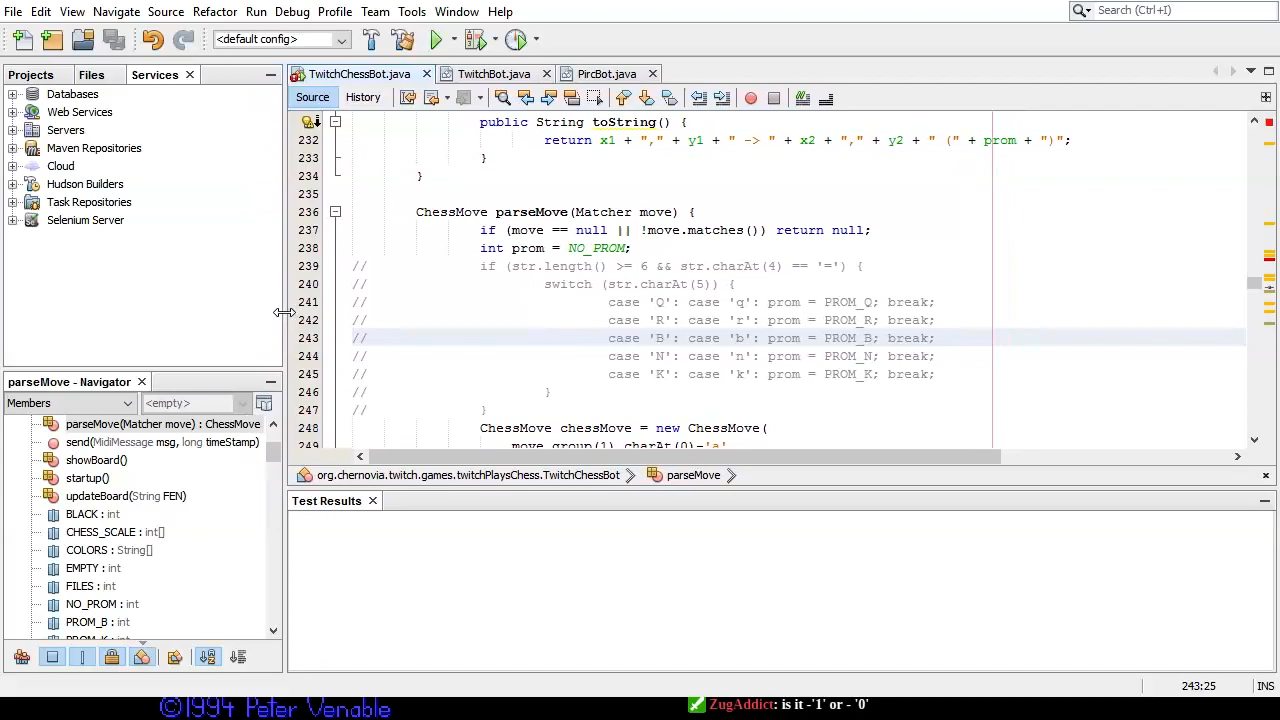 File Edit View Navigate Source Refactor Run Debug Profile Team Tools Window Help
Search (Ctrl+I)
<default config>
Projects Files Services
Databases
Web Services
Servers
Maven Repositories
Cloud
Hudson Builders
Task Repositories
Selenium Server
parseMove - Navigator
Members <empty>
parseMove(Matcher move) : ChessMove
send(MidiMessage msg, long timeStamp)
showBoard()
startup()
updateBoard(String FEN)
BLACK : int
CHESS_SCALE : int[]
COLORS : String[]
EMPTY : int
FILES : int
NO_PROM : int
PROM_B : int
PROM_K : int
TwitchChessBot.java TwitchBot.java PircBot.java
Source History
public String toString() {
232 return x1 + "," + y1 + " -> " + x2 + "," + y2 + " (" + prom + ")";
233 }
234 }
235
236 ChessMove parseMove(Matcher move) {
237 if (move == null || !move.matches()) return null;
238 int prom = NO_PROM;
239 // if (str.length() >= 6 && str.charAt(4) == '=') {
240 // switch (str.charAt(5)) {
241 // case 'Q': case 'q': prom = PROM_Q; break;
242 // case 'R': case 'r': prom = PROM_R; break;
243 // case 'B': case 'b': prom = PROM_B; break;
244 // case 'N': case 'n': prom = PROM_N; break;
245 // case 'K': case 'k': prom = PROM_K; break;
246 // }
247 // }
248 ChessMove chessMove = new ChessMove(
249 move.group(1).charAt(0)-'a'
org.chernovia.twitch.games.twitchPlaysChess.TwitchChessBot parseMove
Test Results
243:25 INS
©1994 Peter Venable
ZugAddict: is it -'1' or - '0'